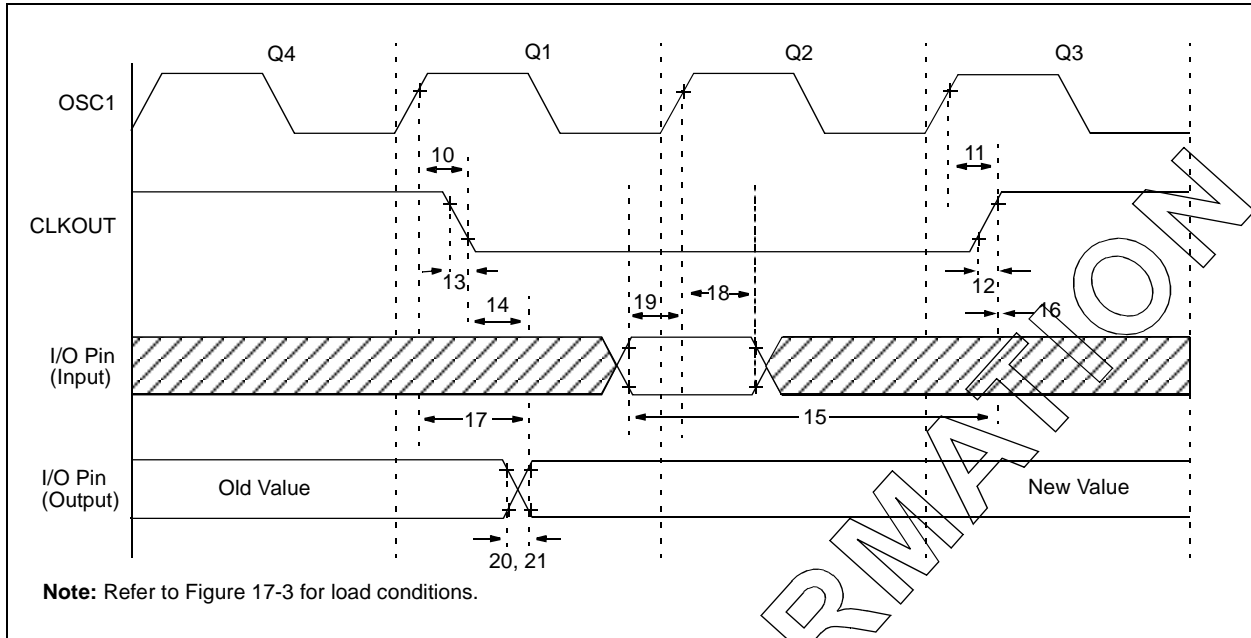 Q4 Q1 Q2 Q3
OSC1
10 11
CLKOUT
13 12
14 19 18 16
I/O Pin
(Input)
17 15
I/O Pin
(Output)
Old Value New Value
20, 21
Note: Refer to Figure 17-3 for load conditions.
RMATION